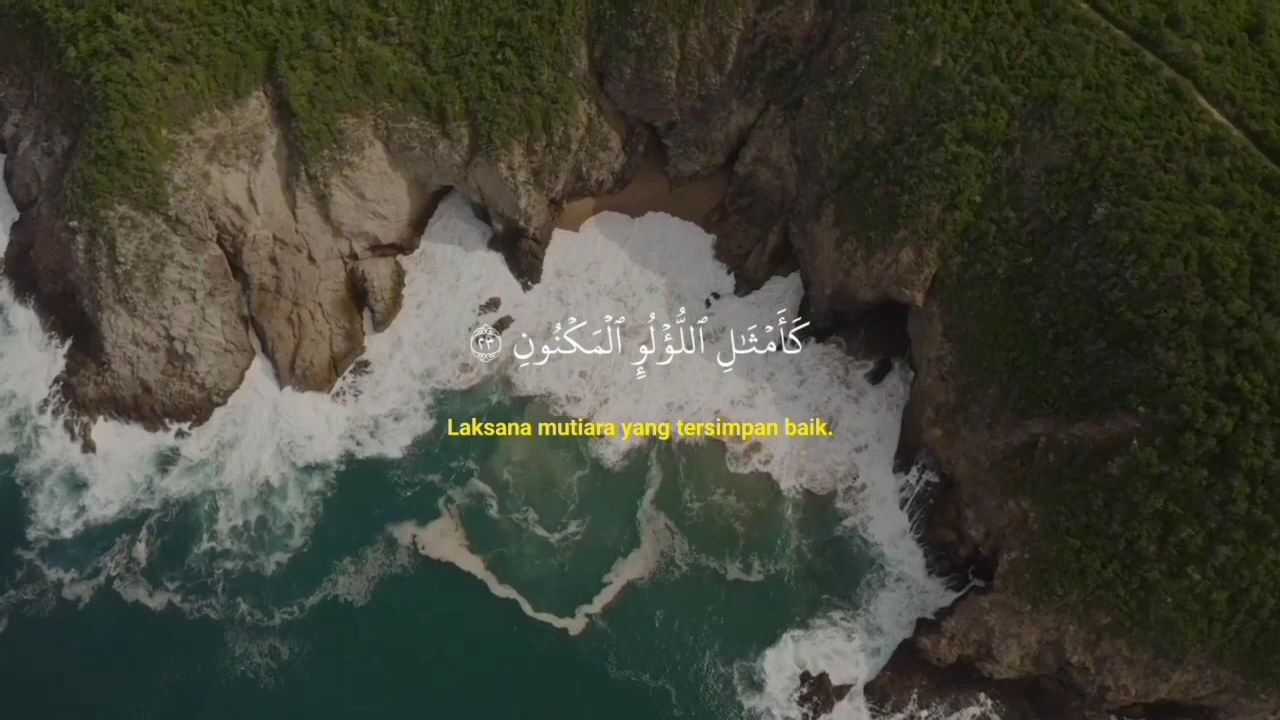 كَأَمْثَـٰلِ ٱللُّؤْلُوِٕ ٱلْمَكْنُونِ ٢٣
Laksana mutiara yang tersimpan baik.